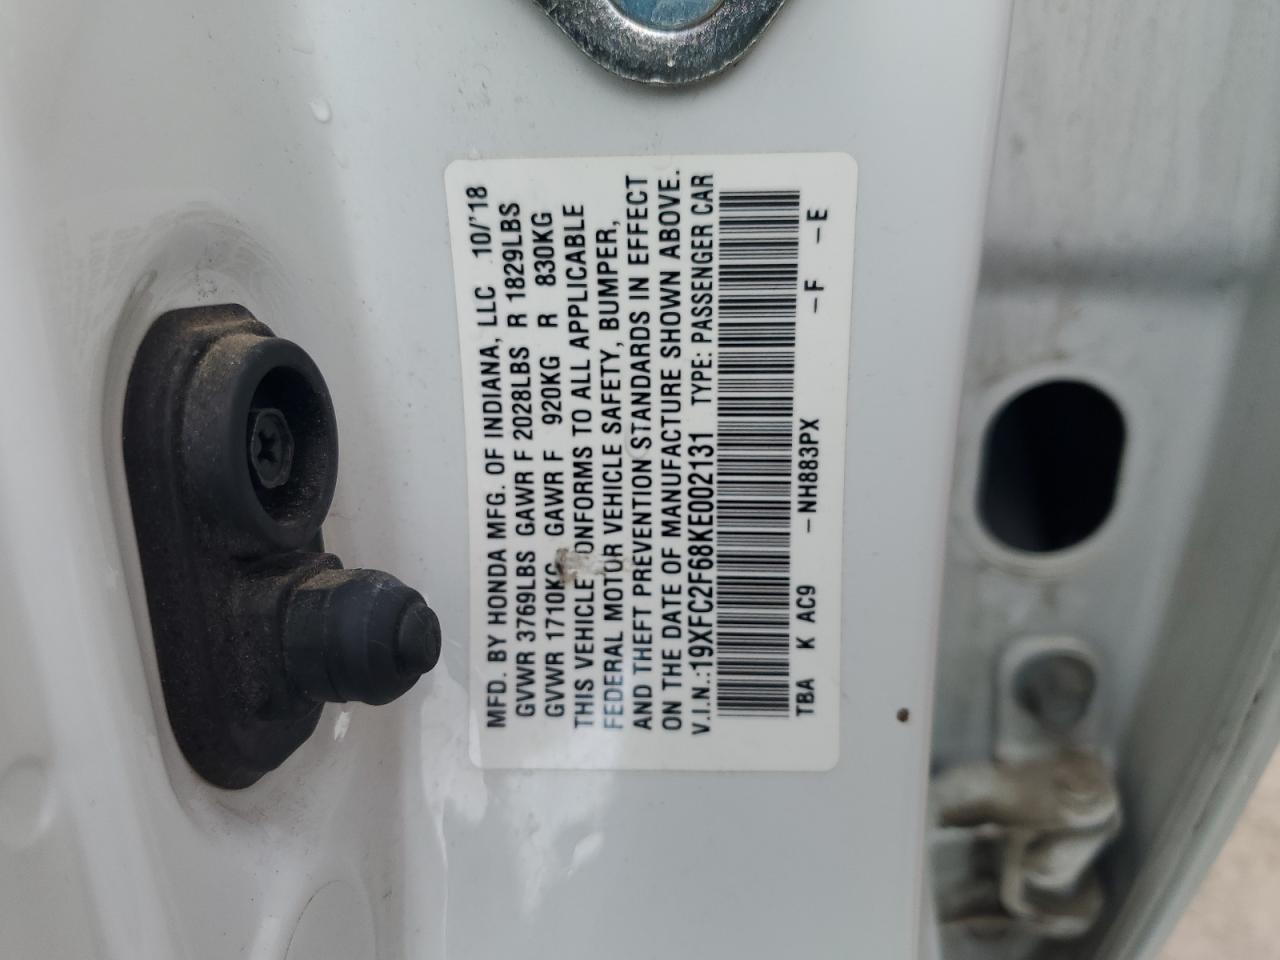 MFD. BY HONDA MFG. OF INDIANA, LLC 10/'18
GVWR 3769LBS GAWR F 2028LBS R 1829LBS
GVWR 1710KG GAWR F 920KG R 830KG
THIS VEHICLE CONFORMS TO ALL APPLICABLE
FEDERAL MOTOR VEHICLE SAFETY, BUMPER,
AND THEFT PREVENTION STANDARDS IN EFFECT
ON THE DATE OF MANUFACTURE SHOWN ABOVE.
V.I.N.:19XFC2F68KE002131 TYPE: PASSENGER CAR
TBA K AC9 -NH883PX -F -E